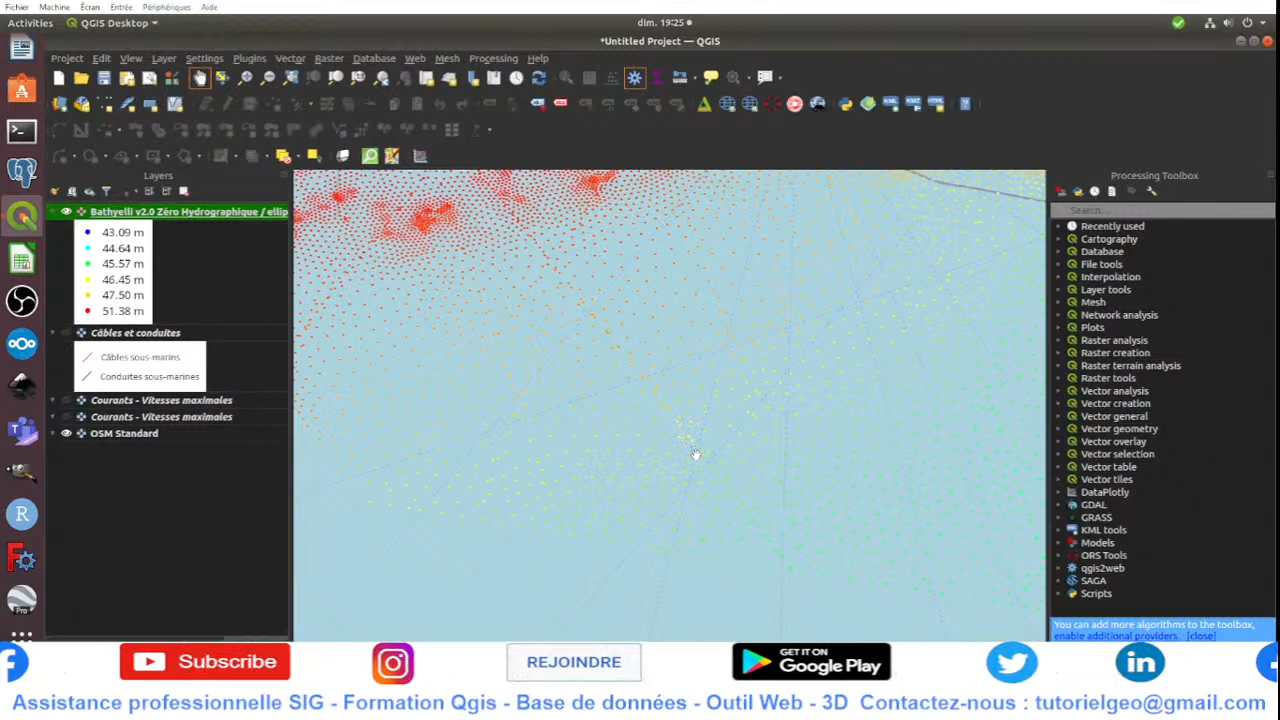 Fichier Machine Écran Entrée Périphériques Aide
Activities QGIS Desktop dim. 19:25
*Untitled Project — QGIS
Project Edit View Layer Settings Plugins Vector Raster Database Web Mesh Processing Help
Layers
Bathyelli v2.0 Zéro Hydrographique / ellip
43.09 m
44.64 m
45.57 m
46.45 m
47.50 m
51.38 m
Câbles et conduites
Câbles sous-marins
Conduites sous-marines
Courants - Vitesses maximales
Courants - Vitesses maximales
OSM Standard
Processing Toolbox
Search...
Recently used
Cartography
Database
File tools
Interpolation
Layer tools
Mesh
Network analysis
Plots
Raster analysis
Raster creation
Raster terrain analysis
Raster tools
Vector analysis
Vector creation
Vector general
Vector geometry
Vector overlay
Vector selection
Vector table
Vector tiles
DataPlotly
GDAL
GRASS
KML tools
Models
ORS Tools
qgis2web
SAGA
Scripts
You can add more algorithms to the toolbox,
enable additional providers. [close]
Subscribe REJOINDRE GET IT ON
Google Play
Assistance professionnelle SIG - Formation Qgis - Base de données - Outil Web - 3D Contactez-nous : tutorielgeo@gmail.com